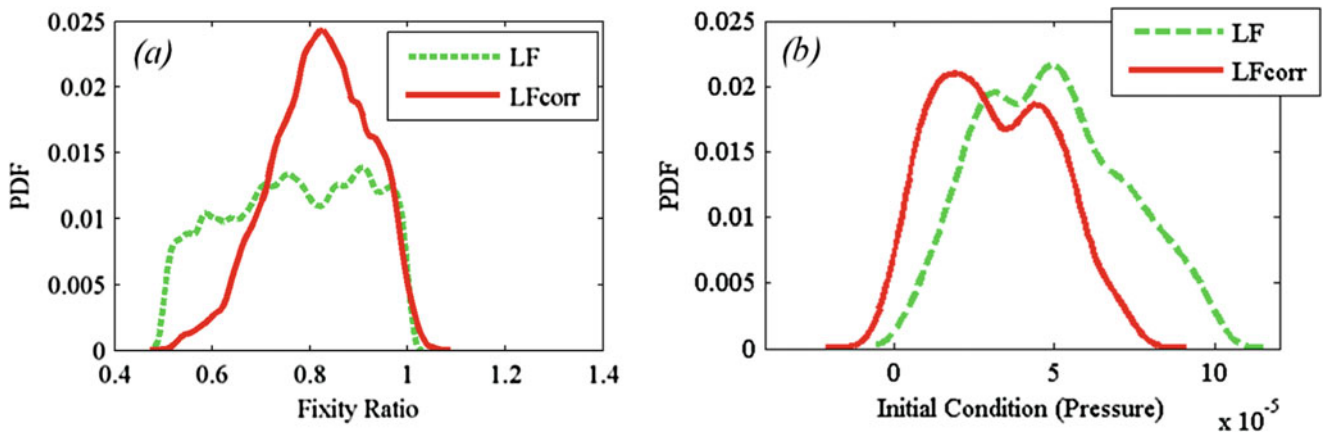 (a)
LF
LFcorr
PDF
0.025
0.02
0.015
0.01
0.005
0
0.4 0.6 0.8 1 1.2 1.4
Fixity Ratio
(b)
LF
LFcorr
PDF
0.025
0.02
0.015
0.01
0.005
0
0 5 10
Initial Condition (Pressure)
x 10-5